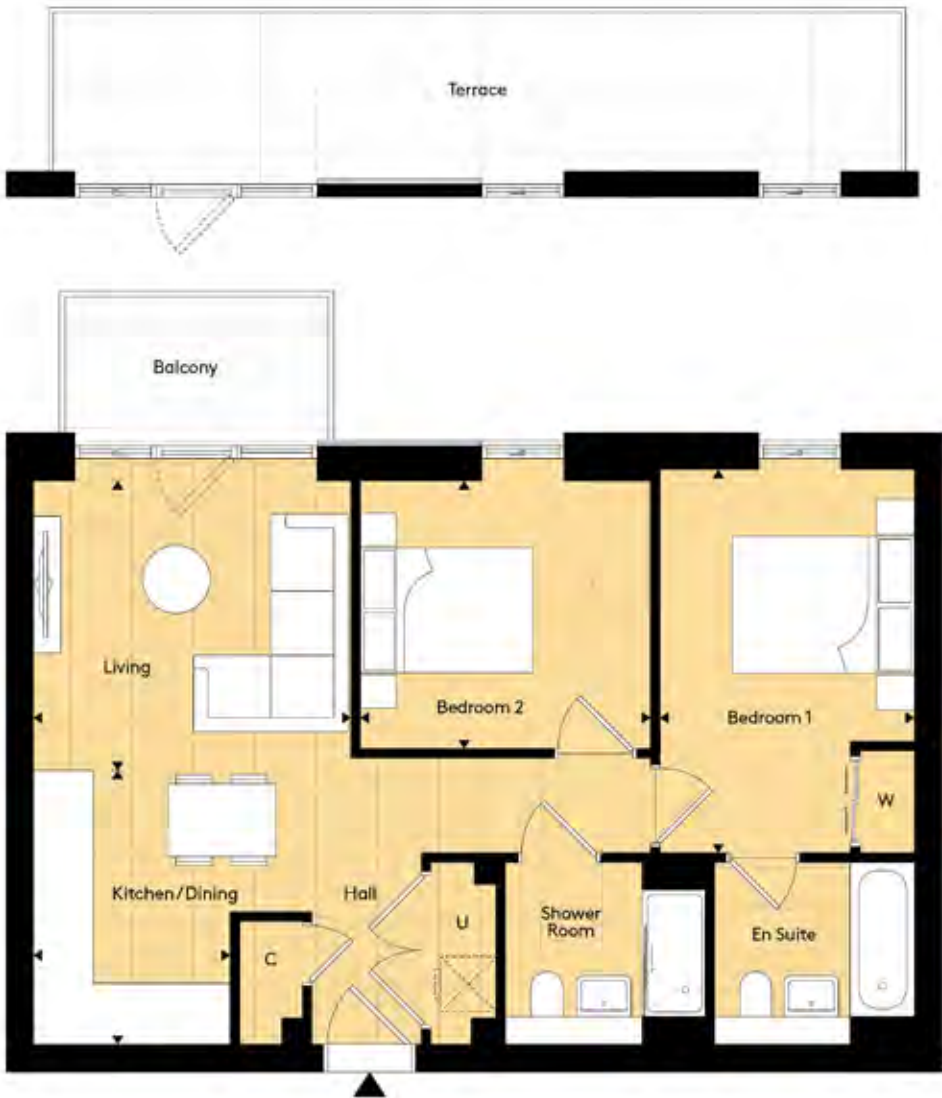 Terrace
Balcony
Living
Bedroom 2
Bedroom 1
W
Kitchen/Dining
Hall
U
Shower
Room
En Suite
C